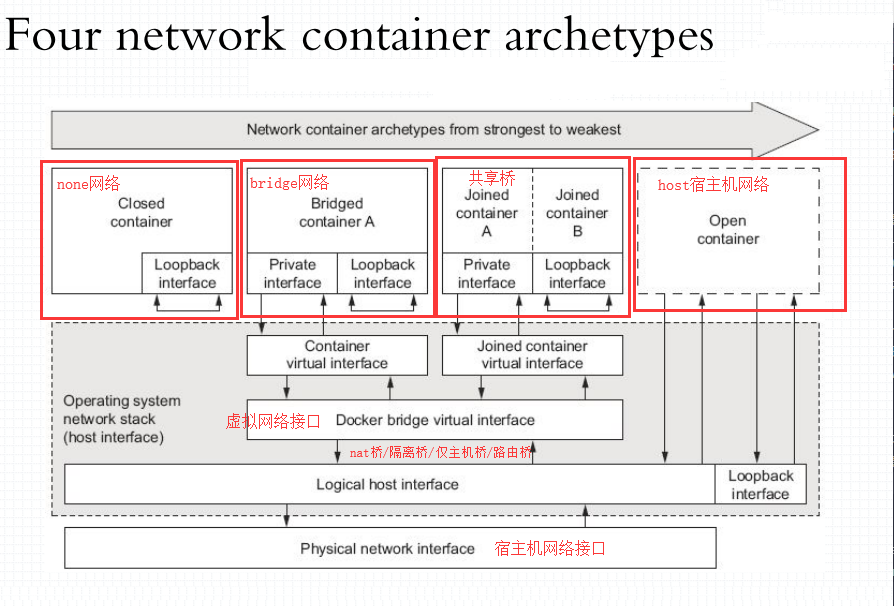 Four network container archetypes
Network container archetypes from strongest to weakest
none网络
Closed
container
Loopback
interface
bridge网络
Bridged
container A
Private
interface
Loopback
interface
共享桥
Joined
container
A
Joined
container
B
Private
interface
Loopback
interface
host宿主机网络
Open
container
Operating system
network stack
(host interface)
Container
virtual interface
Joined container
virtual interface
虚拟网络接口
Docker bridge virtual interface
nat桥/隔离桥/仅主机桥/路由桥
Logical host interface
Loopback
interface
Physical network interface
宿主机网络接口